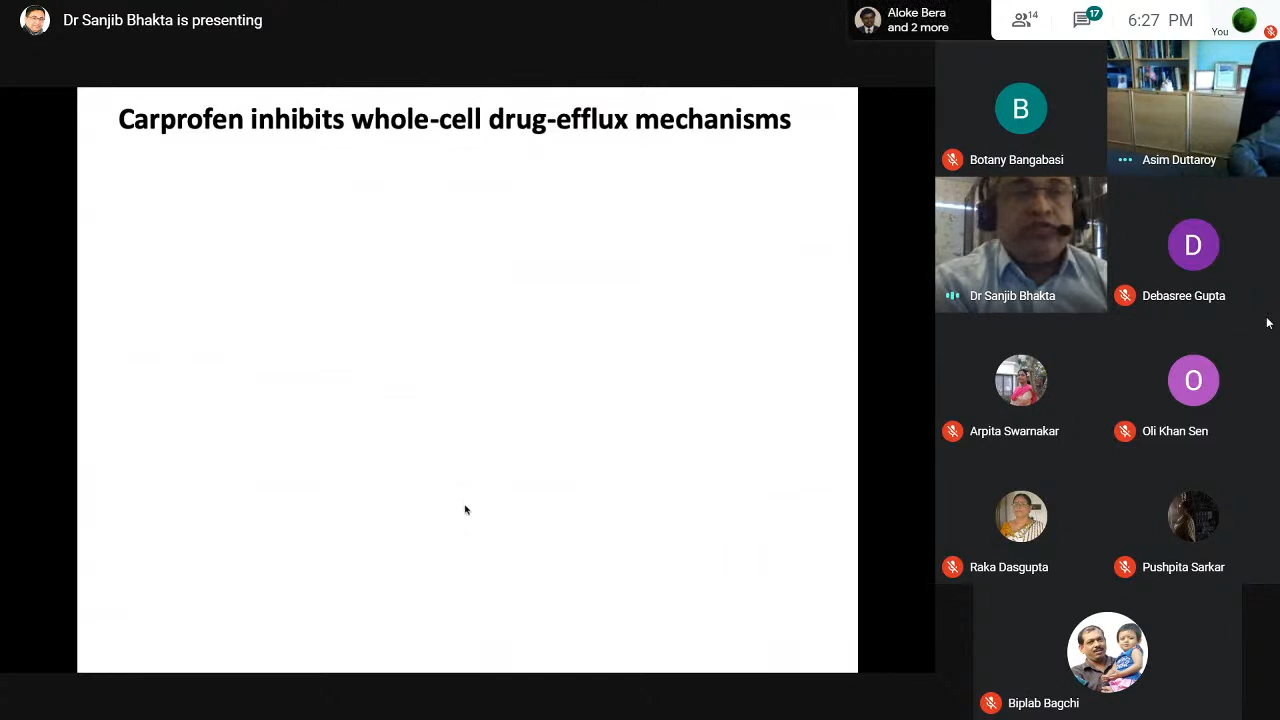 Dr Sanjib Bhakta is presenting
Aloke Bera
and 2 more
14
17
6:27 PM
You
Carprofen inhibits whole-cell drug-efflux mechanisms
B
Botany Bangabasi
Asim Duttaroy
Dr Sanjib Bhakta
D
Debasree Gupta
Arpita Swarnakar
O
Oli Khan Sen
Raka Dasgupta
Pushpita Sarkar
Biplab Bagchi